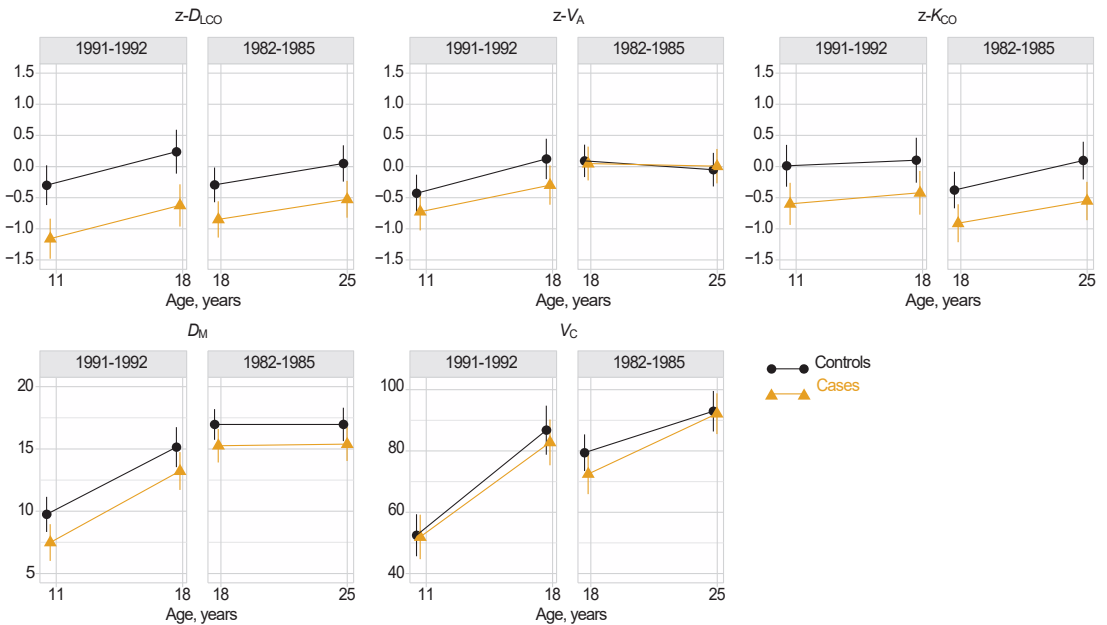 z-DLCO z-VA z-KCO
1991-1992 1982-1985 1991-1992 1982-1985 1991-1992 1982-1985
1.5 1.5 1.5
1.0 1.0 1.0
0.5 0.5 0.5
0.0 0.0 0.0
−0.5 −0.5 −0.5
−1.0 −1.0 −1.0
−1.5 −1.5 −1.5
11 18 18 25 11 18 18 25 11 18 18 25
Age, years Age, years Age, years
DM VC
1991-1992 1982-1985 1991-1992 1982-1985
Controls
Cases
20 100
15 80
10 60
5 40
11 18 18 25 11 18 18 25
Age, years Age, years